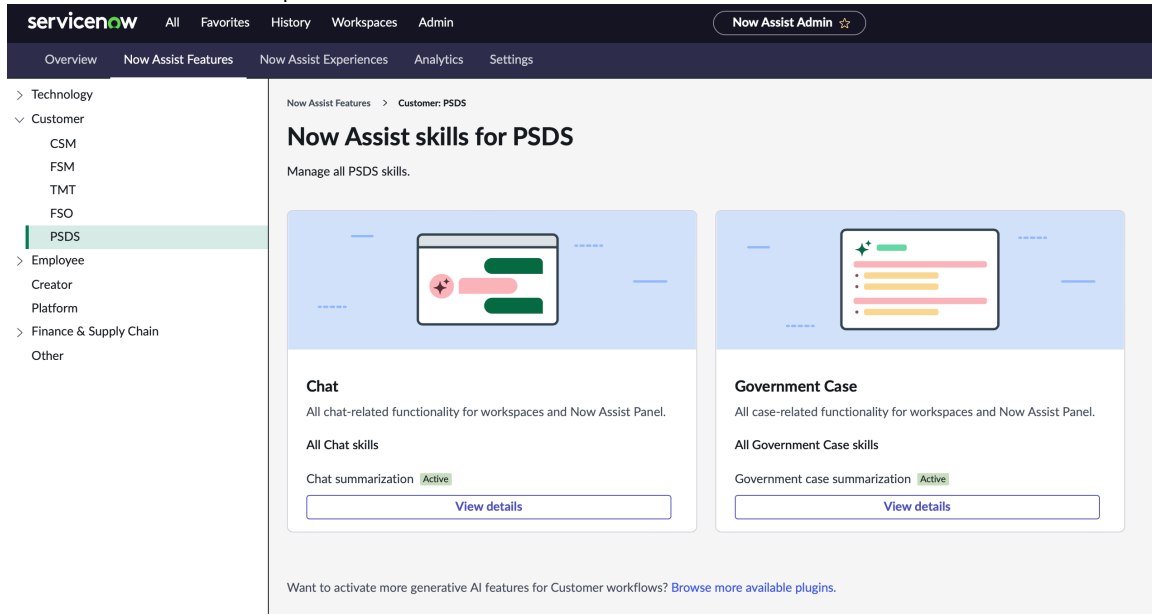 servicenow All Favorites History Workspaces Admin Now Assist Admin
Overview Now Assist Features Now Assist Experiences Analytics Settings
Technology
Customer
CSM
FSM
TMT
FSO
PSDS
Employee
Creator
Platform
Finance & Supply Chain
Other
Now Assist Features > Customer: PSDS
Now Assist skills for PSDS
Manage all PSDS skills.
Chat
All chat-related functionality for workspaces and Now Assist Panel.
All Chat skills
Chat summarization Active
View details
Government Case
All case-related functionality for workspaces and Now Assist Panel.
All Government Case skills
Government case summarization Active
View details
Want to activate more generative AI features for Customer workflows? Browse more available plugins.